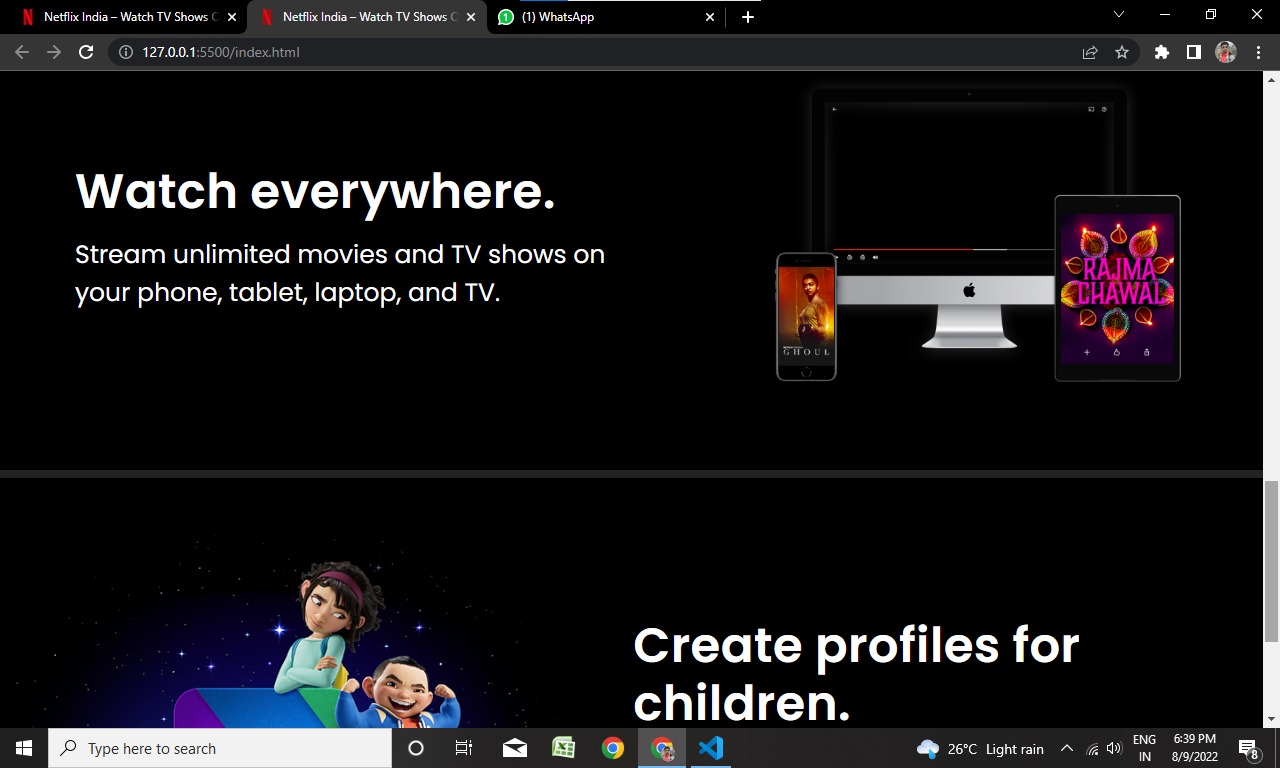 Netflix India – Watch TV Shows
Netflix India – Watch TV Shows
1
(1) WhatsApp
127.0.0.1:5500/index.html
Watch everywhere.
Stream unlimited movies and TV shows on
your phone, tablet, laptop, and TV.
RAJMA
CHAWAL
GHOUL
Create profiles for
children.
Type here to search
26°C Light rain
ENG
IN
6:39 PM
8/9/2022
8